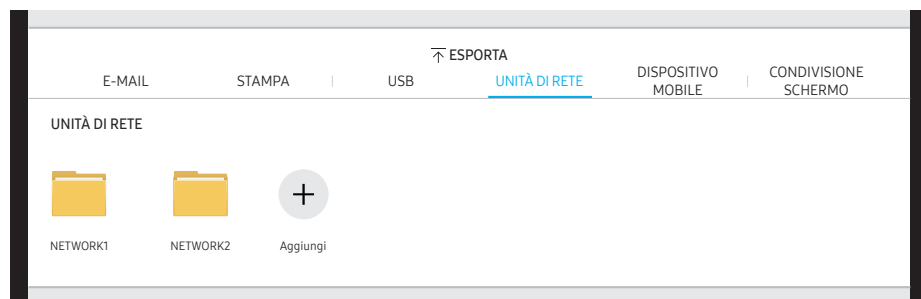 ESPORTA
E-MAIL STAMPA USB UNITÀ DI RETE DISPOSITIVO MOBILE CONDIVISIONE SCHERMO
UNITÀ DI RETE
NETWORK1 NETWORK2 Aggiungi